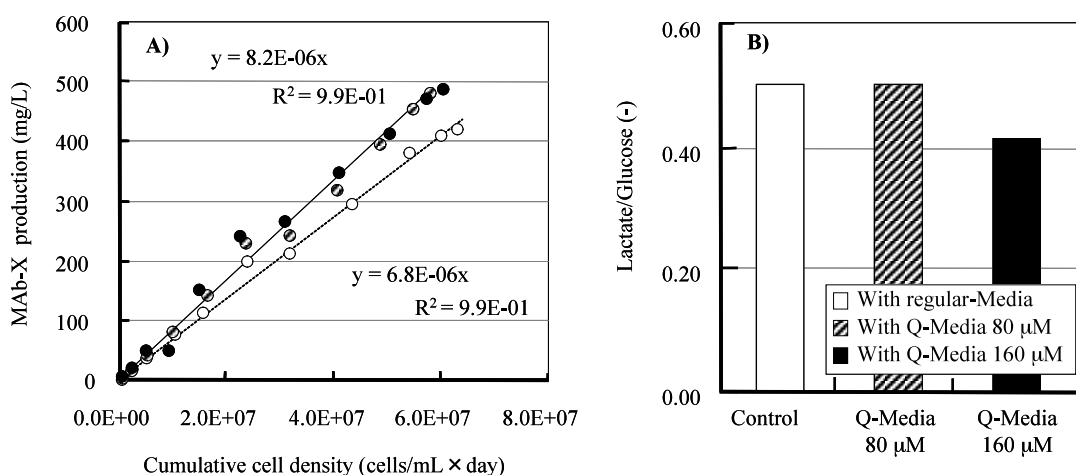 A)
MAb-X production (mg/L)
600
500
400
300
200
100
0
y = 8.2E-06x
R² = 9.9E-01
y = 6.8E-06x
R² = 9.9E-01
0.0E+00 2.0E+07 4.0E+07 6.0E+07 8.0E+07
Cumulative cell density (cells/mL × day)
B)
Lactate/Glucose (-)
0.60
0.40
0.20
0.00
With regular-Media
With Q-Media 80 μM
With Q-Media 160 μM
Control Q-Media Q-Media
80 μM 160 μM